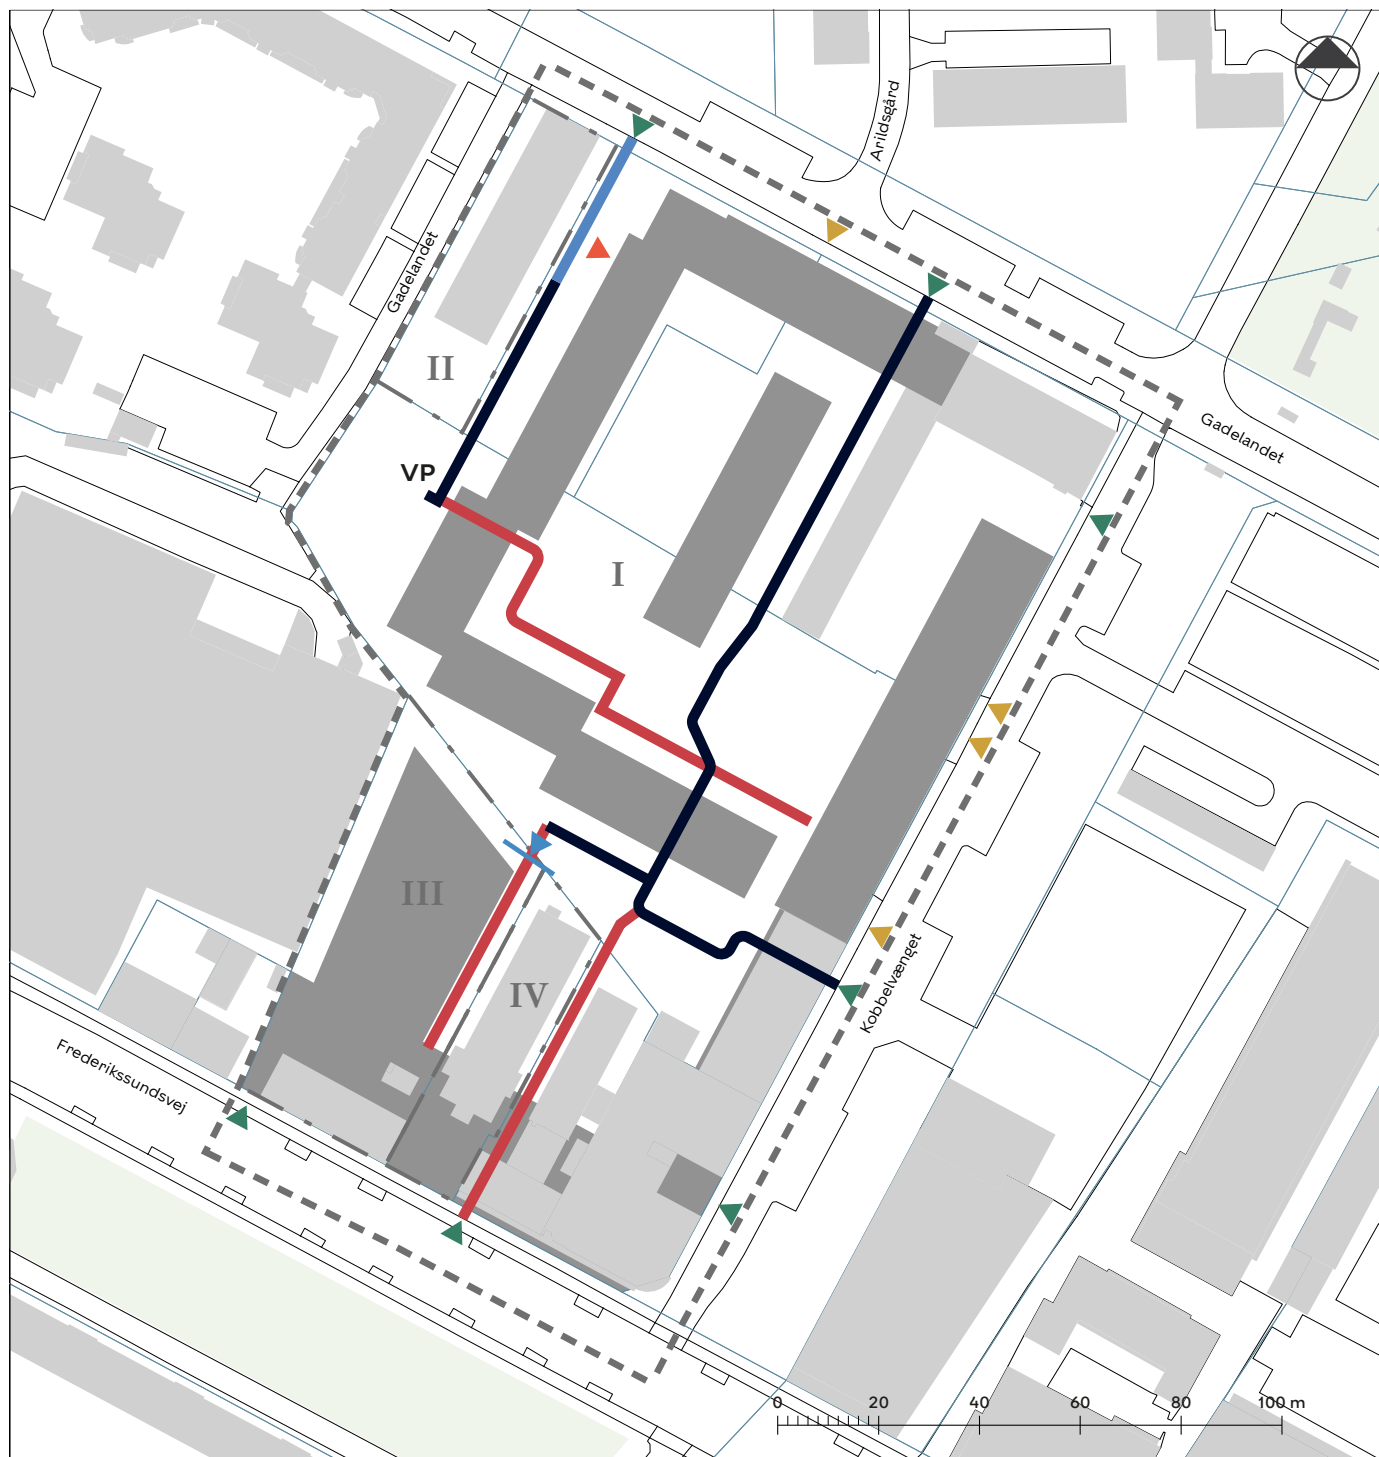 Arildsgård
Gadelandet
II
Gadelandet
VP
I
III
IV
Kobbelvænget
Frederikssundsvej
0 20 40 60 80 100 m